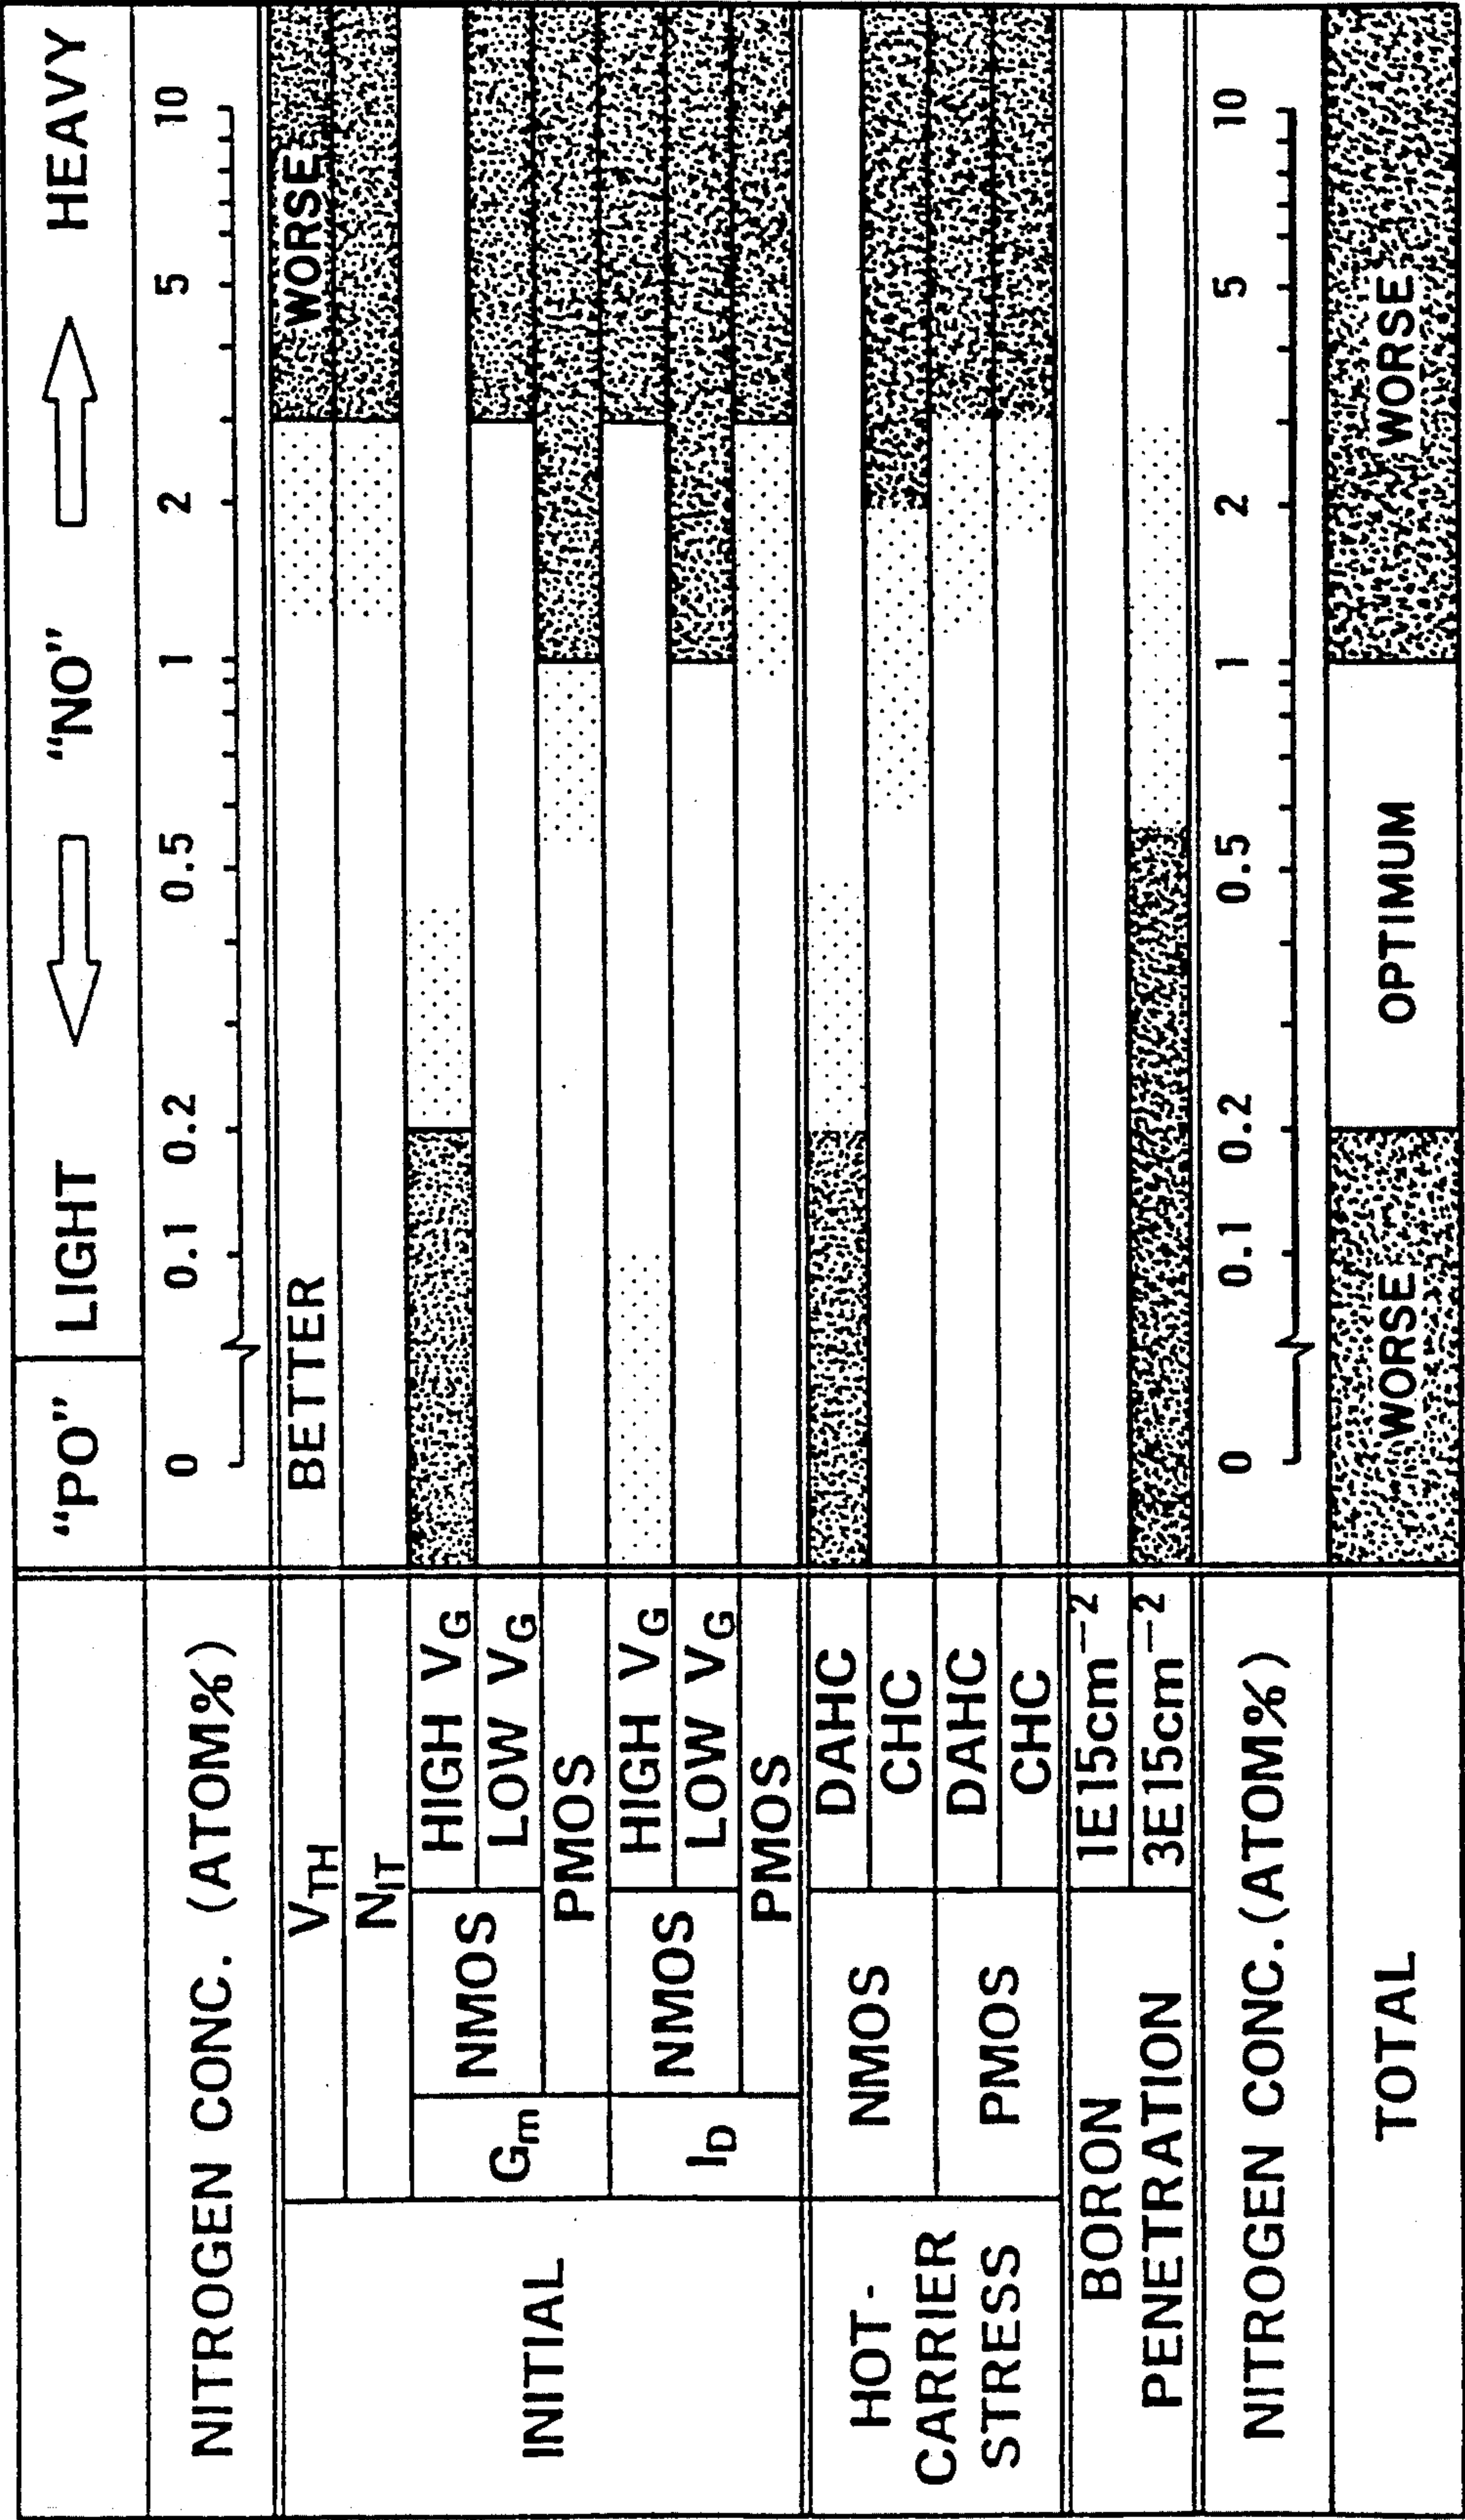 "PO" LIGHT "NO" HEAVY
NITROGEN CONC. (ATOM%) 0 0.1 0.2 0.5 1 2 5 10
INITIAL
V_TH BETTER WORSE
N_IT
G_m NMOS HIGH V_G
LOW V_G
PMOS
I_D NMOS HIGH V_G
LOW V_G
PMOS
HOT-
CARRIER
STRESS
NMOS DAHC
CHC
PMOS DAHC
CHC
BORON
PENETRATION
1E15cm⁻²
3E15cm⁻²
NITROGEN CONC. (ATOM%) 0 0.1 0.2 0.5 1 2 5 10
TOTAL WORSE OPTIMUM WORSE